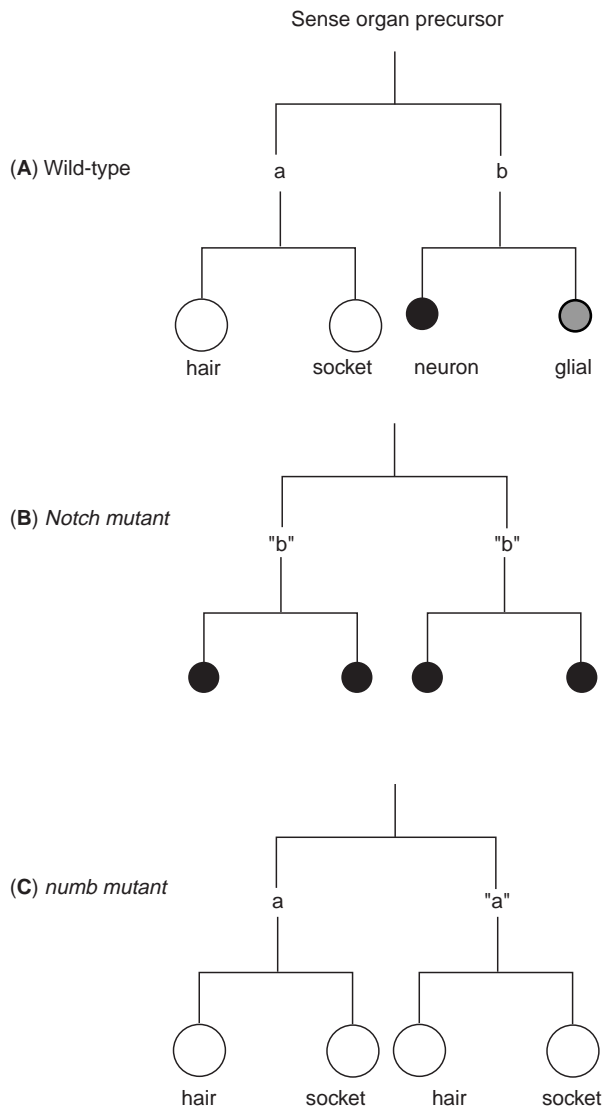 Sense organ precursor
(A) Wild-type
a b
hair socket neuron glial
(B) Notch mutant
"b" "b"
(C) numb mutant
a "a"
hair socket hair socket